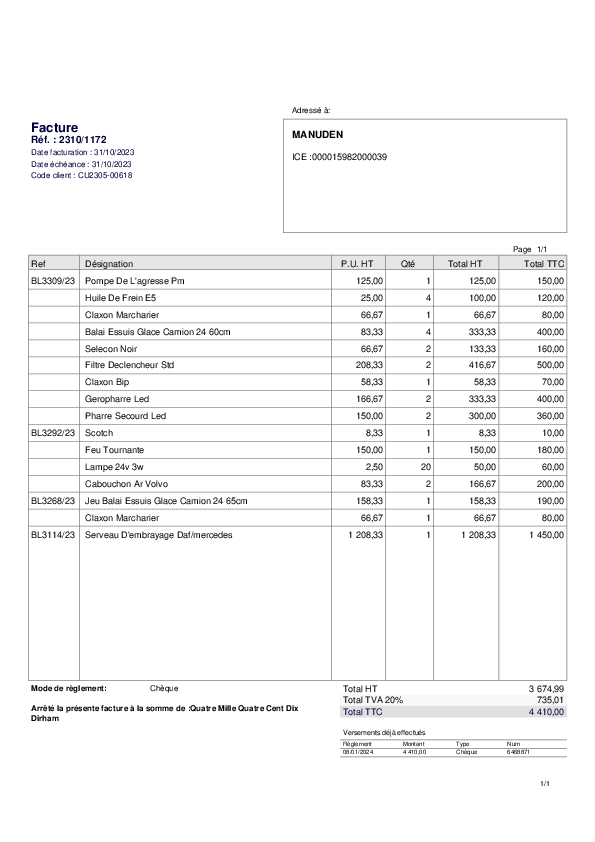 Adressé à:
Facture
Réf. : 2310/1172
Date facturation : 31/10/2023
Date échéance : 31/10/2023
Code client : CU2305-00618
MANUDEN
ICE :000015982000039
Page 1/1
Ref Désignation P.U. HT Qté Total HT Total TTC
BL3309/23 Pompe De L'agresse Pm 125,00 1 125,00 150,00
Huile De Frein E5 25,00 4 100,00 120,00
Claxon Marcharier 66,67 1 66,67 80,00
Balai Essuis Glace Camion 24 60cm 83,33 4 333,33 400,00
Selecon Noir 66,67 2 133,33 160,00
Filtre Declencheur Std 208,33 2 416,67 500,00
Claxon Bip 58,33 1 58,33 70,00
Geropharre Led 166,67 2 333,33 400,00
Pharre Secourd Led 150,00 2 300,00 360,00
BL3292/23 Scotch 8,33 1 8,33 10,00
Feu Tournante 150,00 1 150,00 180,00
Lampe 24v 3w 2,50 20 50,00 60,00
Cabouchon Ar Volvo 83,33 2 166,67 200,00
BL3268/23 Jeu Balai Essuis Glace Camion 24 65cm 158,33 1 158,33 190,00
Claxon Marcharier 66,67 1 66,67 80,00
BL3114/23 Serveau D'embrayage Daf/mercedes 1 208,33 1 1 208,33 1 450,00
Mode de règlement: Chèque
Arrêté la présente facture à la somme de :Quatre Mille Quatre Cent Dix
Dirham
Total HT 3 674,99
Total TVA 20% 735,01
Total TTC 4 410,00
Versements déjà effectués
Règlement Montant Type Num
08/01/2024 4 410,00 Chèque 6468871
1/1